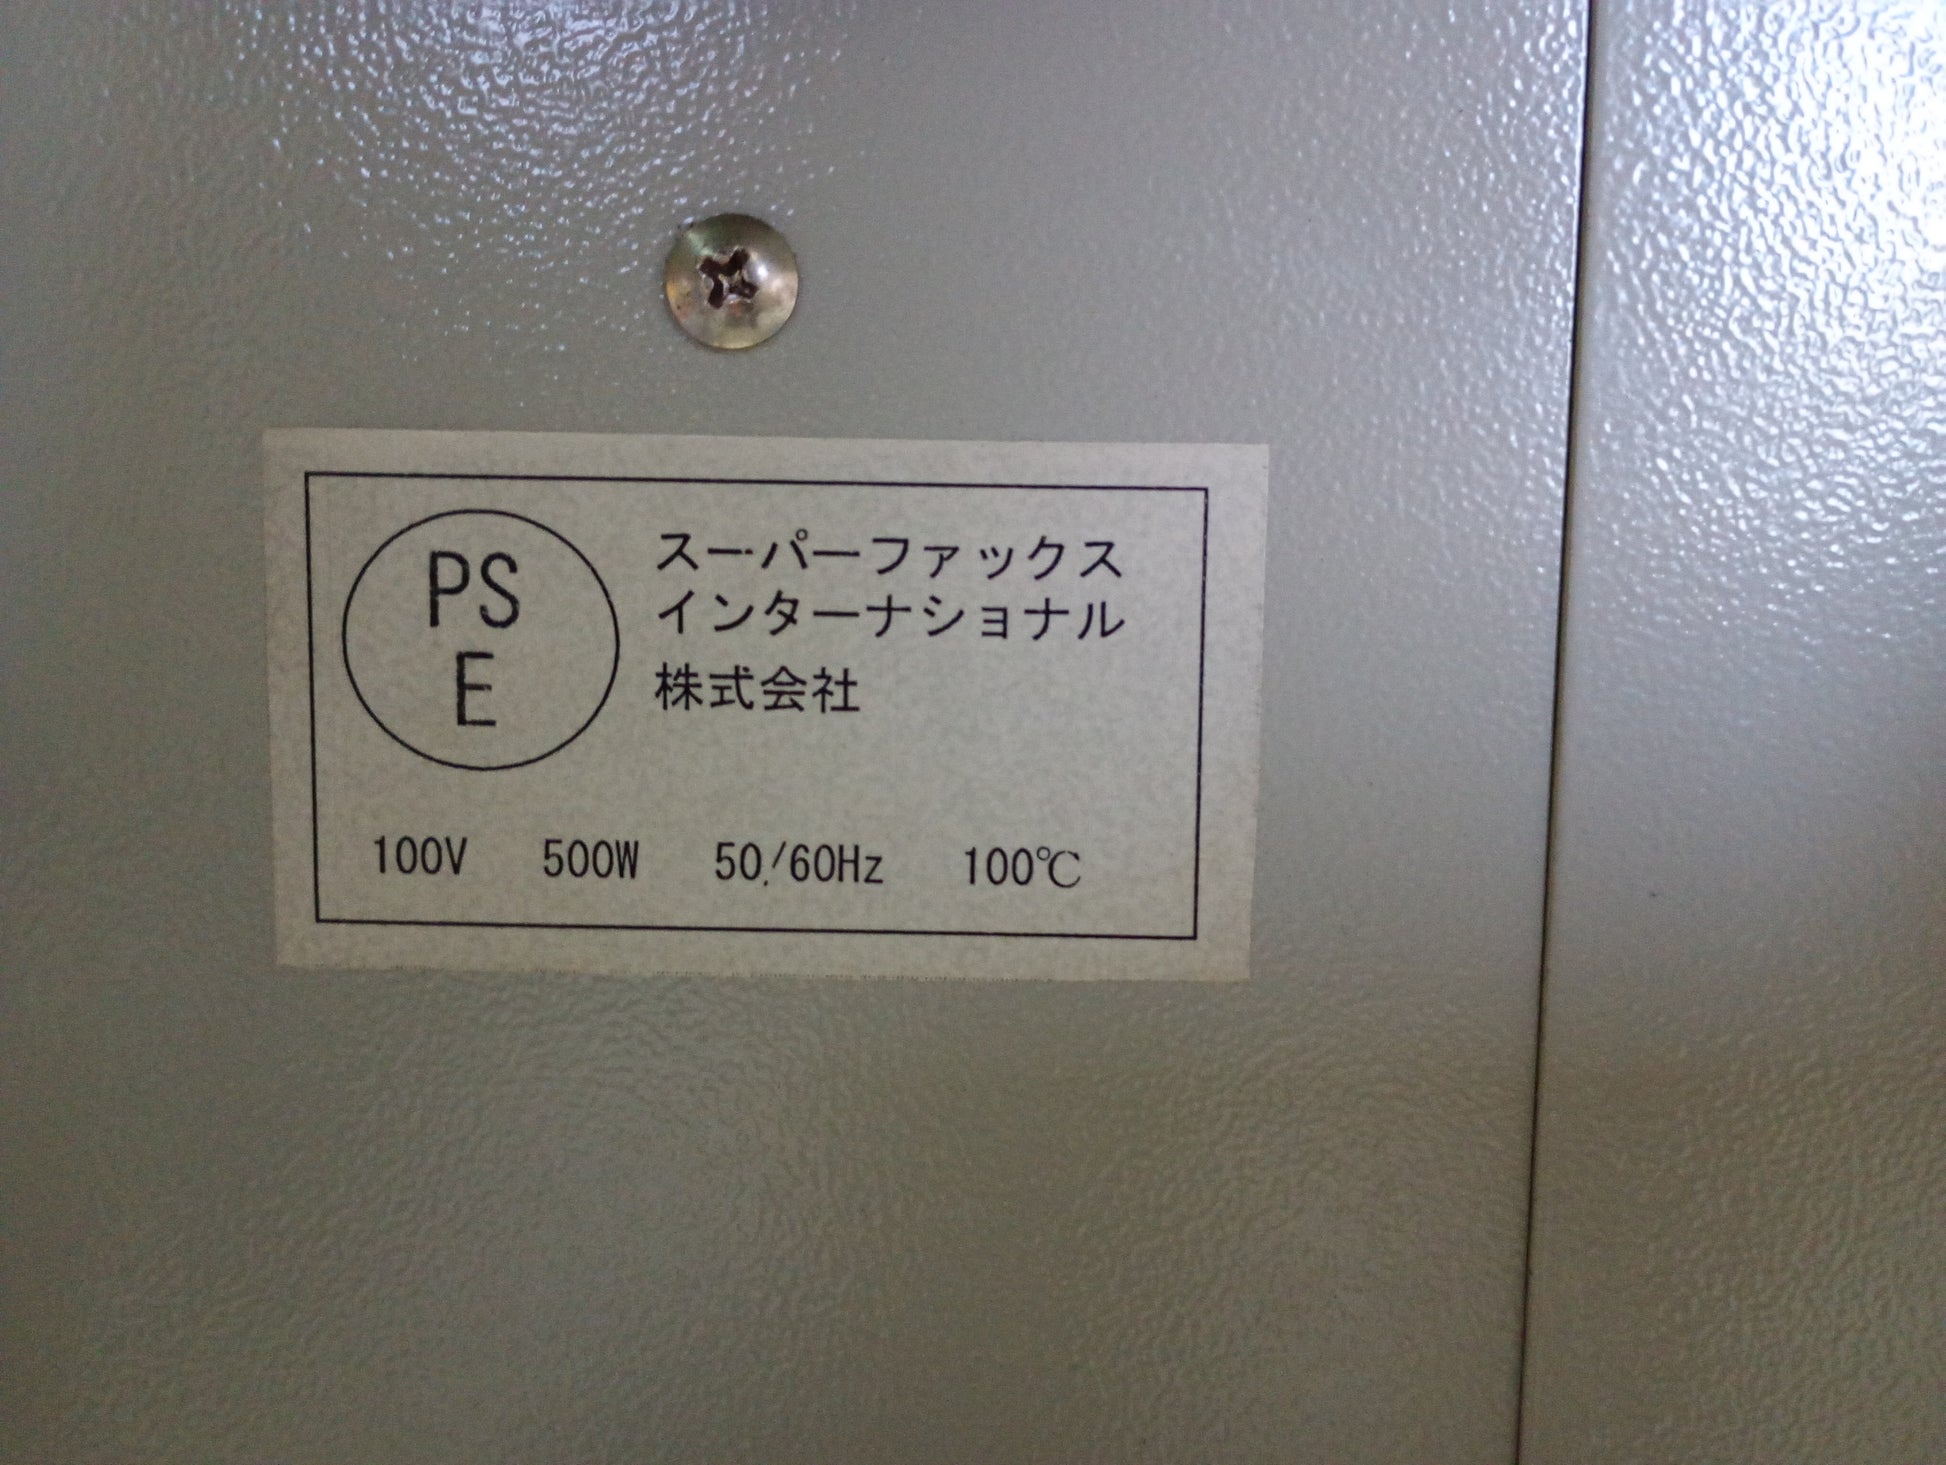 PS
E
スーパーファックス
インターナショナル
株式会社
100V 500W 50/60Hz 100℃